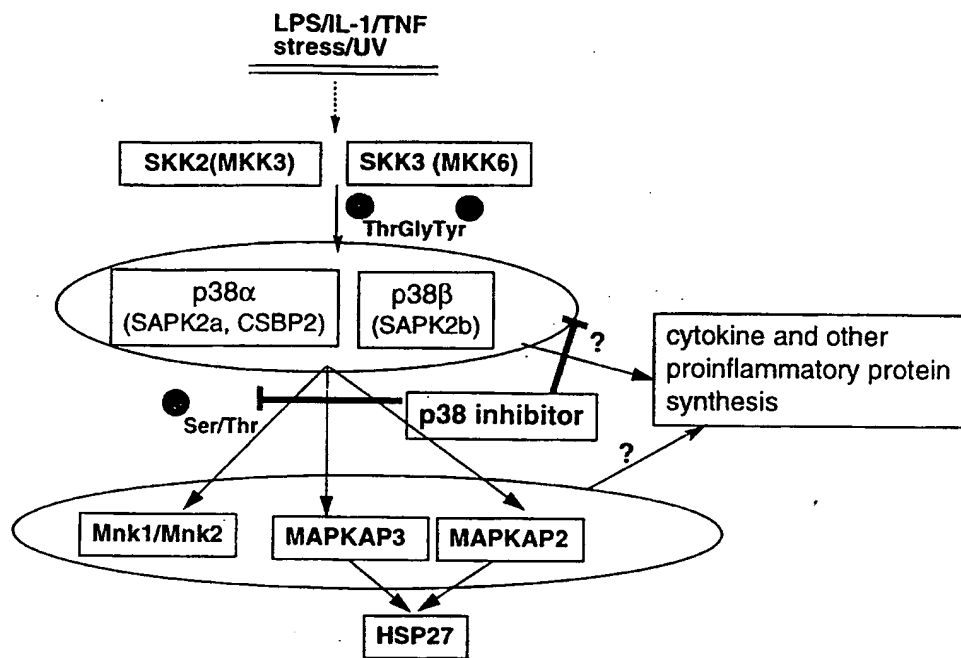 LPS/IL-1/TNF
stress/UV
SKK2(MKK3)
SKK3 (MKK6)
ThrGlyTyr
p38α
(SAPK2a, CSBP2)
p38β
(SAPK2b)
?
cytokine and other
proinflammatory protein
synthesis
Ser/Thr
p38 inhibitor
?
Mnk1/Mnk2
MAPKAP3
MAPKAP2
HSP27